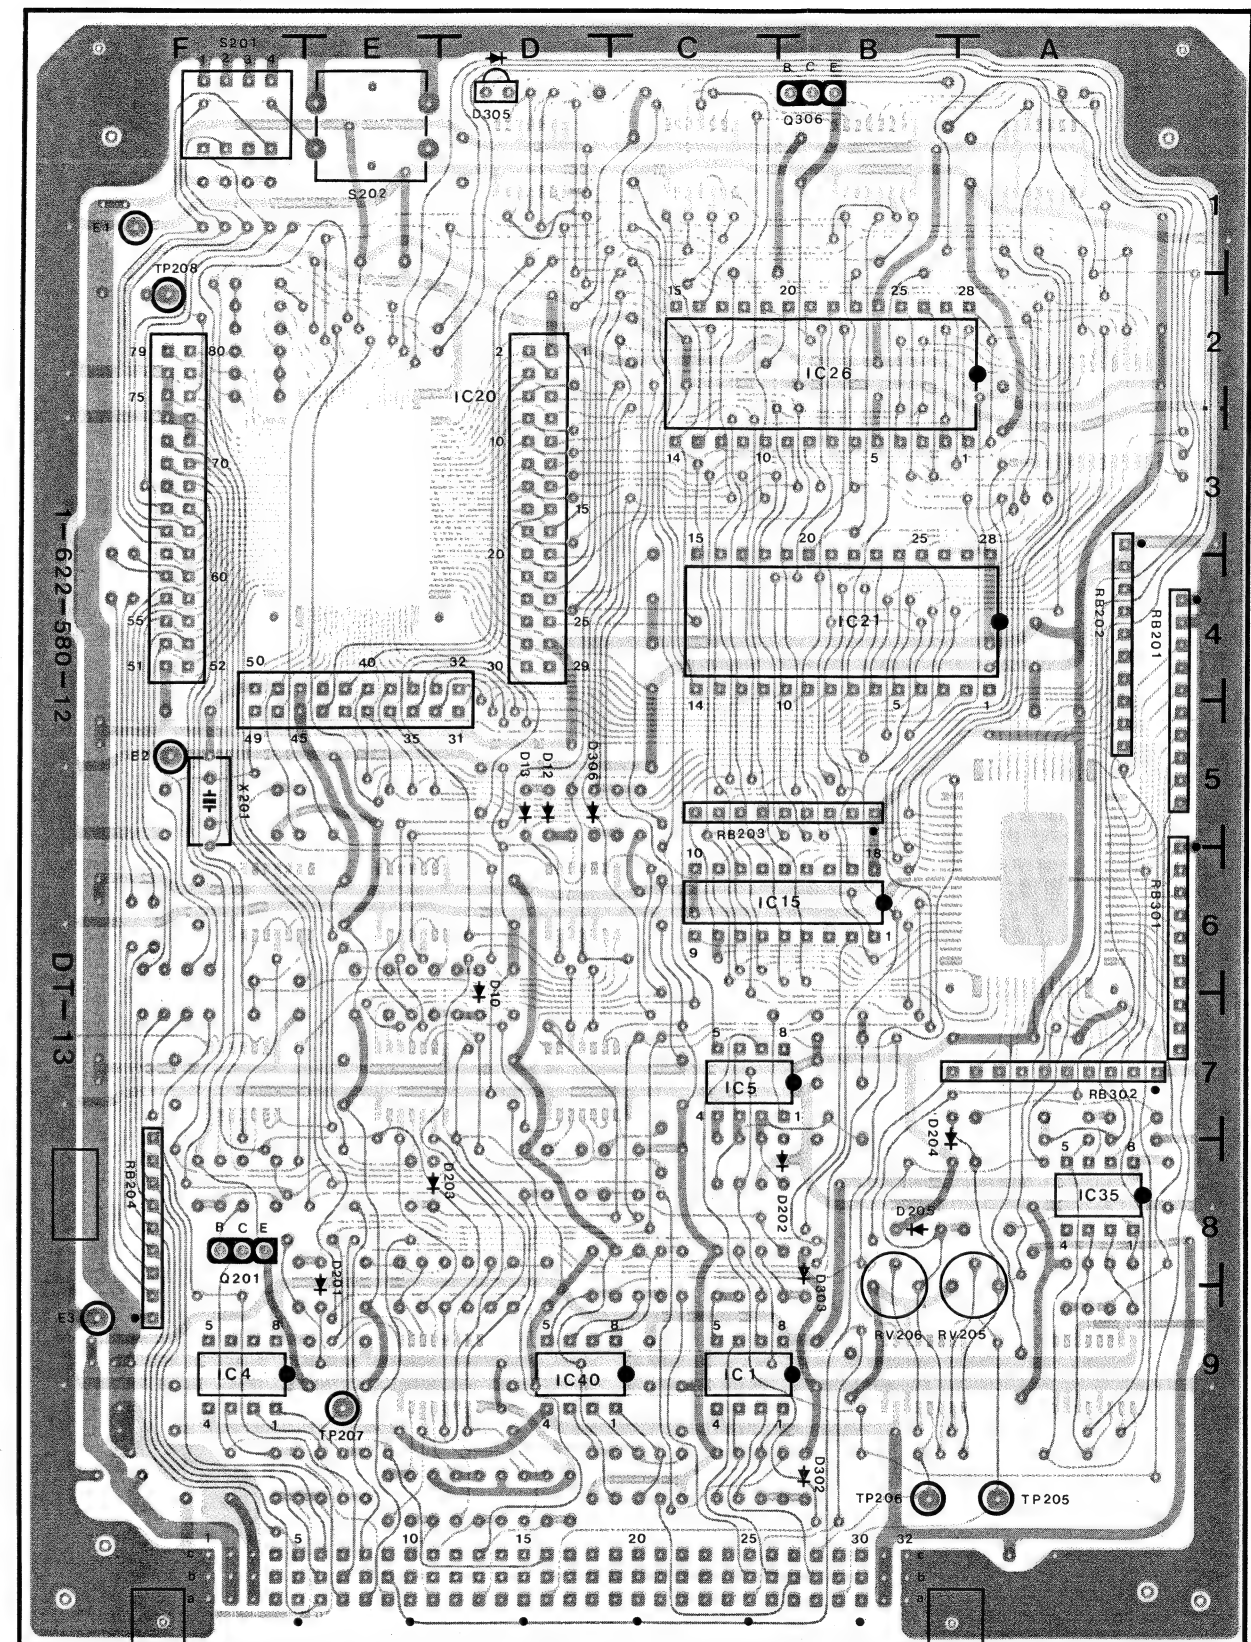 F E D C B A
S201
1 2 3 4
D305
B C E
Q306
S202
E1
1
TP208
15 20 25 28
79 80
2 1
IC26
2
75
IC20
10
70
14 10 5 1
3
15
15 20 25 28
20
60
1-622-580-12
55
25
IC21
RB202
RB201
4
51 52
50 40 32
30 29
14 10 5 1
49 45 35 31
E2
X201
D13
D12
D306
5
RB203
10 18
IC15
RB301
6
9 1
DT-13
D10
5 8
IC5
7
RB302
4 1
D204
5 8
RB204
D203
D202
IC35
D205
8
4 1
B C E
Q201
D201
D303
E3
RV206 RV205
5 8
5 8
5 8
IC4
IC40
IC1
9
4 1
4 1
4 1
TP207
D302
TP206
TP205
1 5 10 15 20 25 30 32
c c
b b
a a